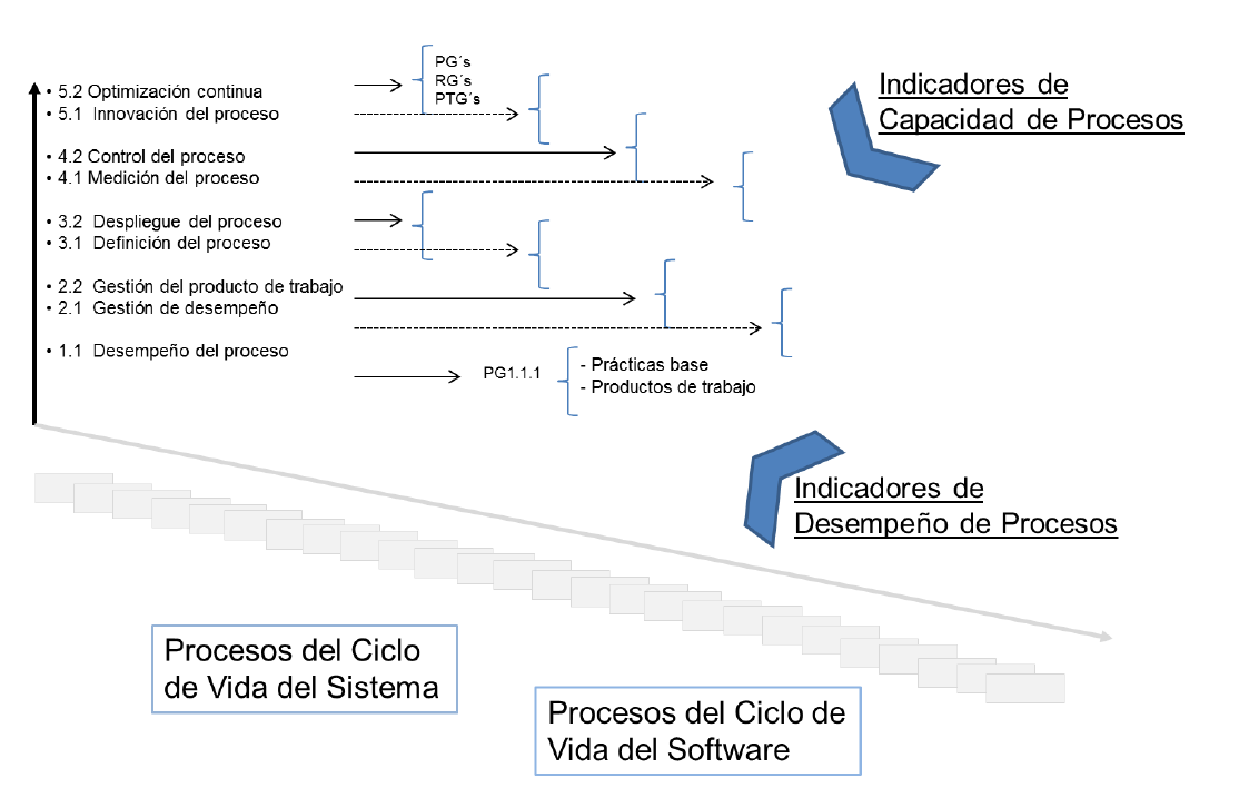 PG´s
RG´s
PTG´s
• 5.2 Optimización continua
• 5.1 Innovación del proceso
• 4.2 Control del proceso
• 4.1 Medición del proceso
• 3.2 Despliegue del proceso
• 3.1 Definición del proceso
• 2.2 Gestión del producto de trabajo
• 2.1 Gestión de desempeño
• 1.1 Desempeño del proceso
PG1.1.1
- Prácticas base
- Productos de trabajo
Indicadores de
Capacidad de Procesos
Indicadores de
Desempeño de Procesos
Procesos del Ciclo
de Vida del Sistema
Procesos del Ciclo de
Vida del Software